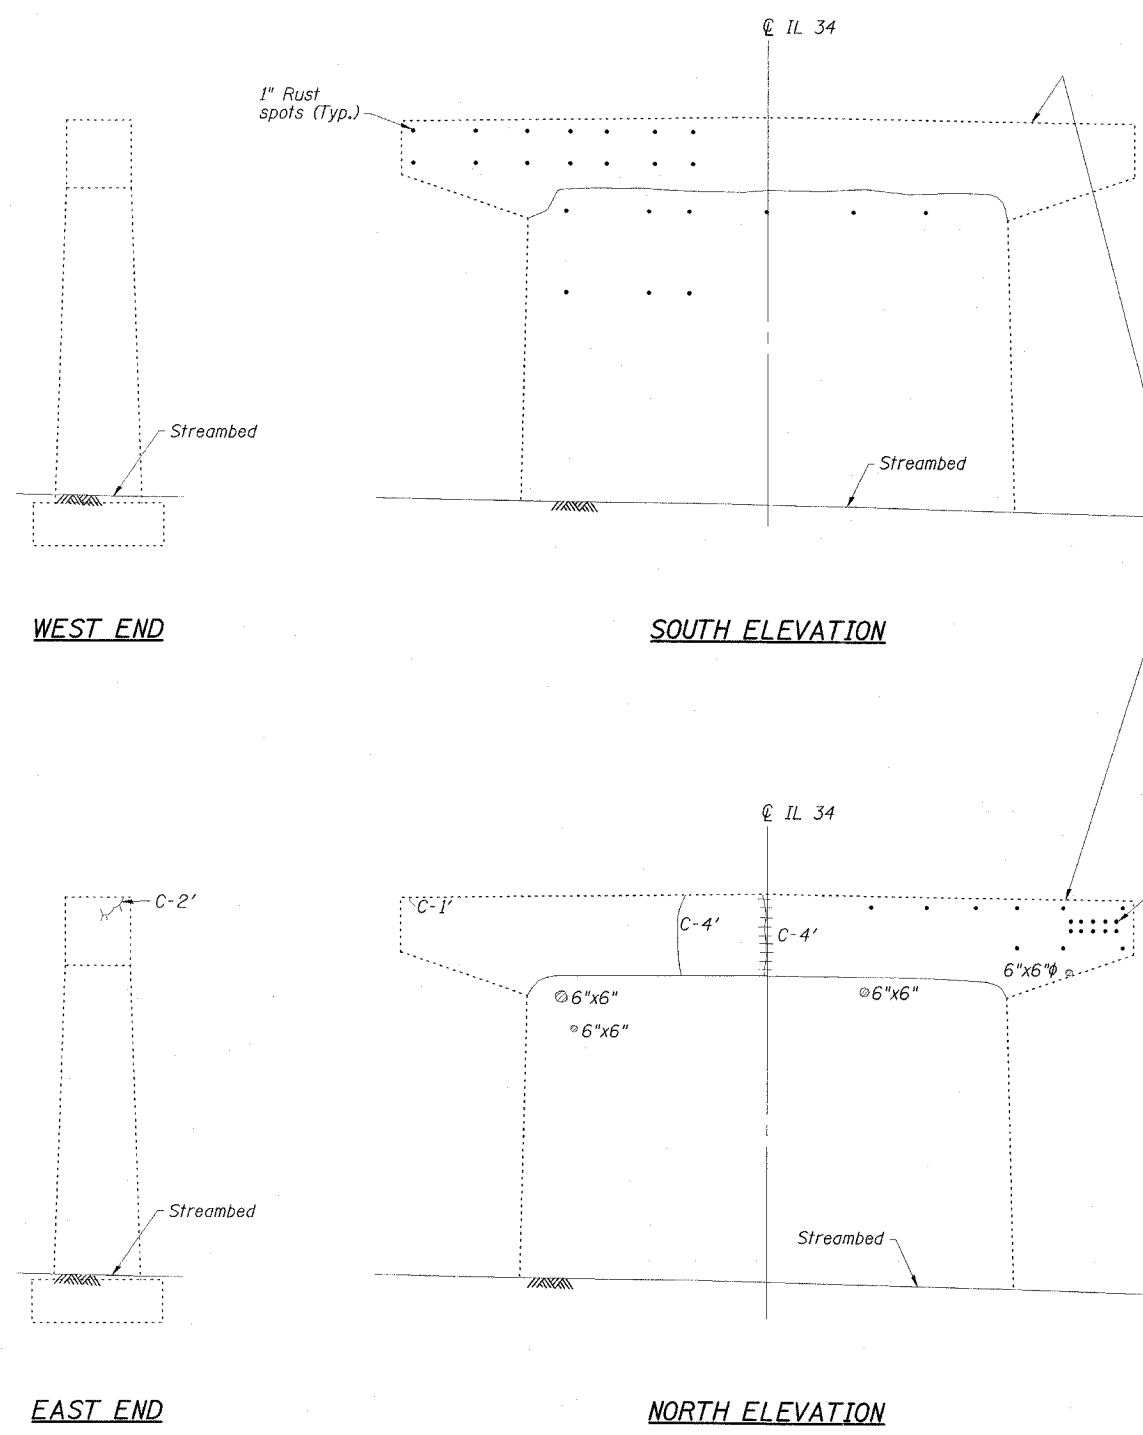 ℄ IL 34
1" Rust
spots (Typ.)
Streambed
Streambed
WEST END
SOUTH ELEVATION
℄ IL 34
C-2'
C-1'
C-4'
C-4'
6"x6"ϕ
6"x6"
6"x6"
6"x6"
Streambed
Streambed
EAST END
NORTH ELEVATION